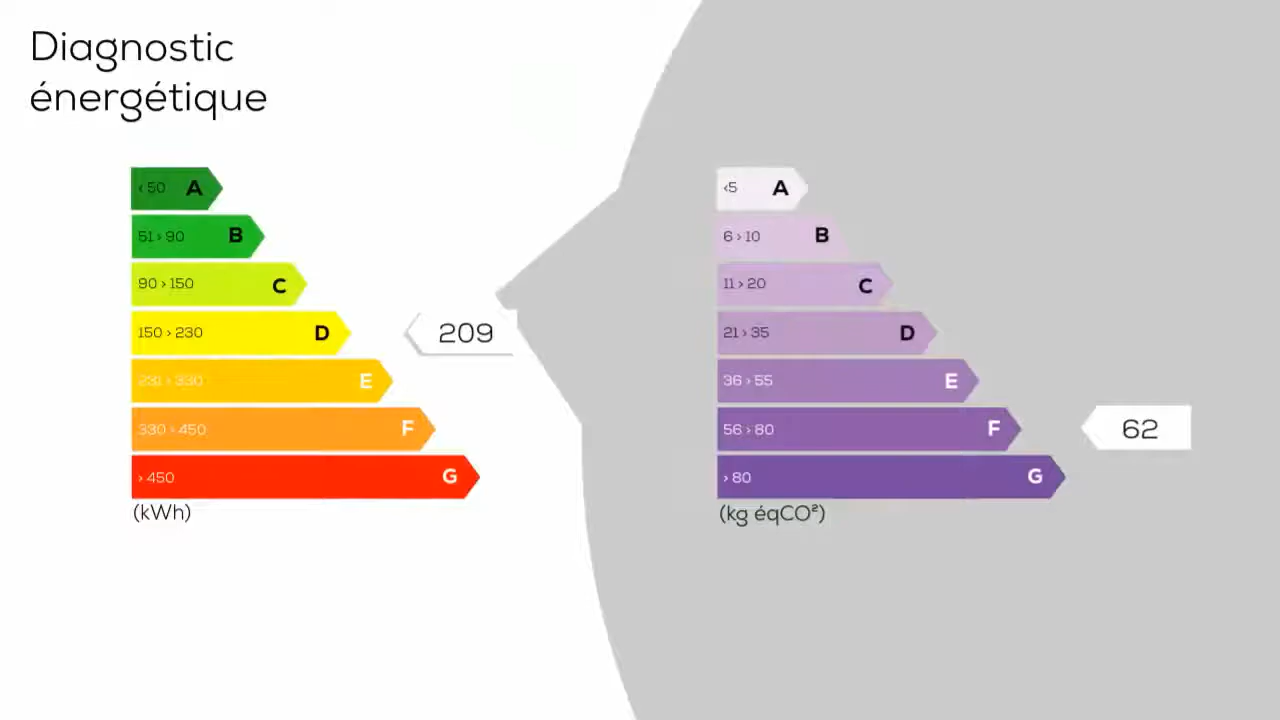 Diagnostic
énergétique
< 50 A
51 > 90 B
90 > 150 C
150 > 230 D
209
231 > 330 E
330 > 450 F
> 450 G
(kWh)
<5 A
6 > 10 B
11 > 20 C
21 > 35 D
36 > 55 E
56 > 80 F
62
> 80 G
(kg éqCO²)